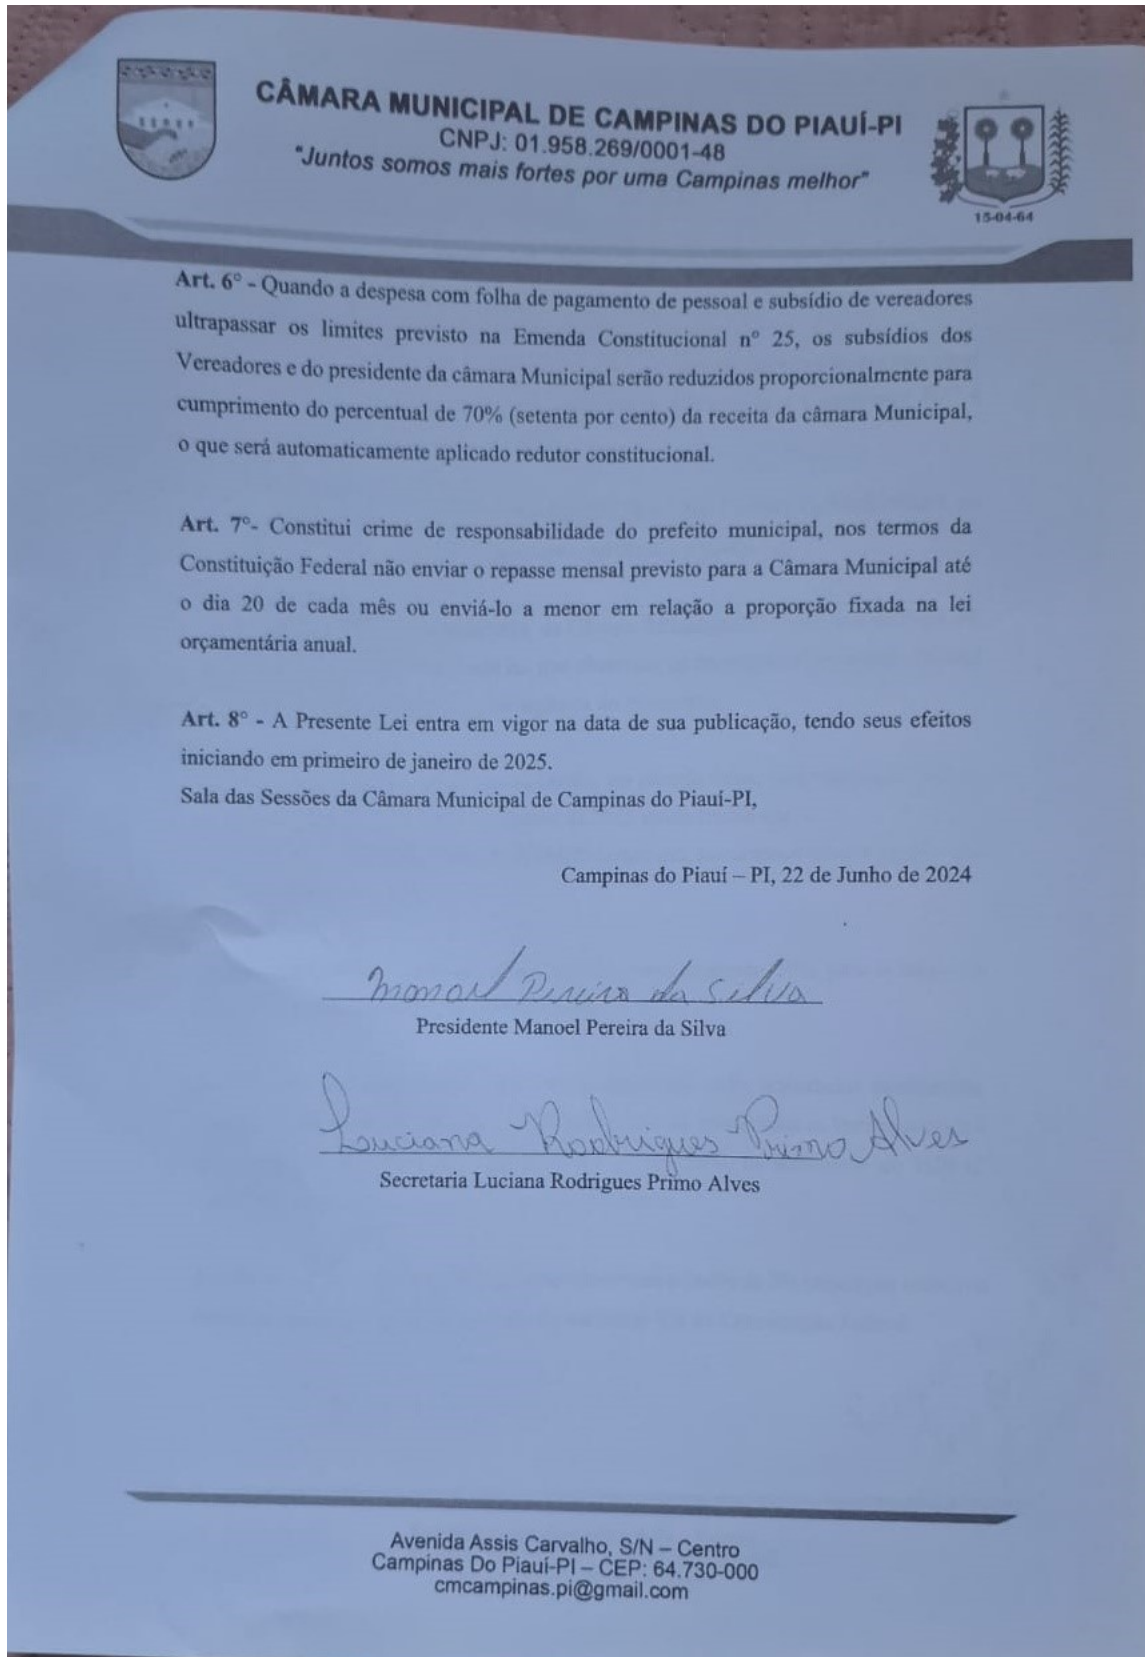 CÂMARA MUNICIPAL DE CAMPINAS DO PIAUÍ-PI
CNPJ: 01.958.269/0001-48
"Juntos somos mais fortes por uma Campinas melhor"
15-04-64
Art. 6° - Quando a despesa com folha de pagamento de pessoal e subsídio de vereadores
ultrapassar os limites previsto na Emenda Constitucional n° 25, os subsídios dos
Vereadores e do presidente da câmara Municipal serão reduzidos proporcionalmente para
cumprimento do percentual de 70% (setenta por cento) da receita da câmara Municipal,
o que será automaticamente aplicado redutor constitucional.
Art. 7°- Constitui crime de responsabilidade do prefeito municipal, nos termos da
Constituição Federal não enviar o repasse mensal previsto para a Câmara Municipal até
o dia 20 de cada mês ou enviá-lo a menor em relação a proporção fixada na lei
orçamentária anual.
Art. 8° - A Presente Lei entra em vigor na data de sua publicação, tendo seus efeitos
iniciando em primeiro de janeiro de 2025.
Sala das Sessões da Câmara Municipal de Campinas do Piauí-PI,
Campinas do Piauí – PI, 22 de Junho de 2024
Manoel Pereira da Silva
Presidente Manoel Pereira da Silva
Luciana Rodrigues Primo Alves
Secretaria Luciana Rodrigues Primo Alves
Avenida Assis Carvalho, S/N – Centro
Campinas Do Piauí-PI – CEP: 64.730-000
cmcampinas.pi@gmail.com